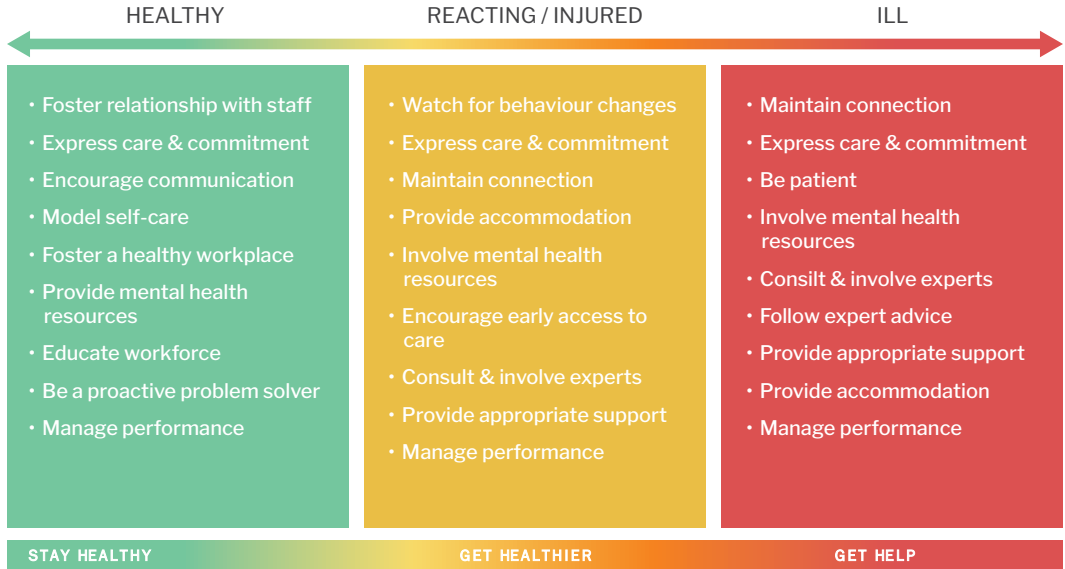 HEALTHY
REACTING / INJURED
ILL
• Foster relationship with staff
• Express care & commitment
• Encourage communication
• Model self-care
• Foster a healthy workplace
• Provide mental health
resources
• Educate workforce
• Be a proactive problem solver
• Manage performance
• Watch for behaviour changes
• Express care & commitment
• Maintain connection
• Provide accommodation
• Involve mental health
resources
• Encourage early access to
care
• Consult & involve experts
• Provide appropriate support
• Manage performance
• Maintain connection
• Express care & commitment
• Be patient
• Involve mental health
resources
• Consilt & involve experts
• Follow expert advice
• Provide appropriate support
• Provide accommodation
• Manage performance
STAY HEALTHY
GET HEALTHIER
GET HELP